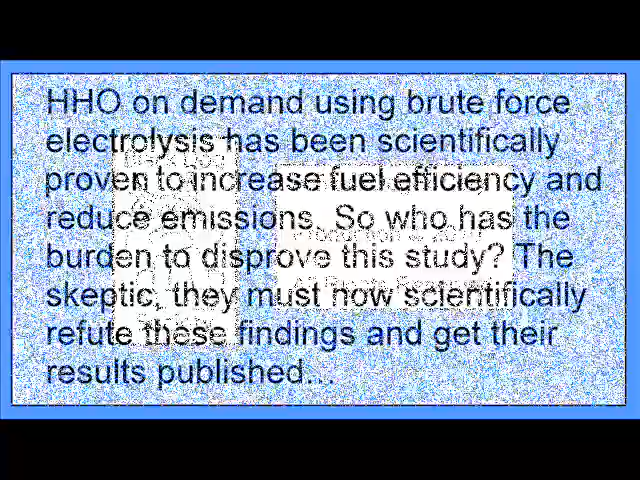 HHO on demand using brute force
electrolysis has been scientifically
proven to increase fuel efficiency and
reduce emissions. So who has the
burden to disprove this study? The
skeptic, they must now scientifically
refute these findings and get their
results published...